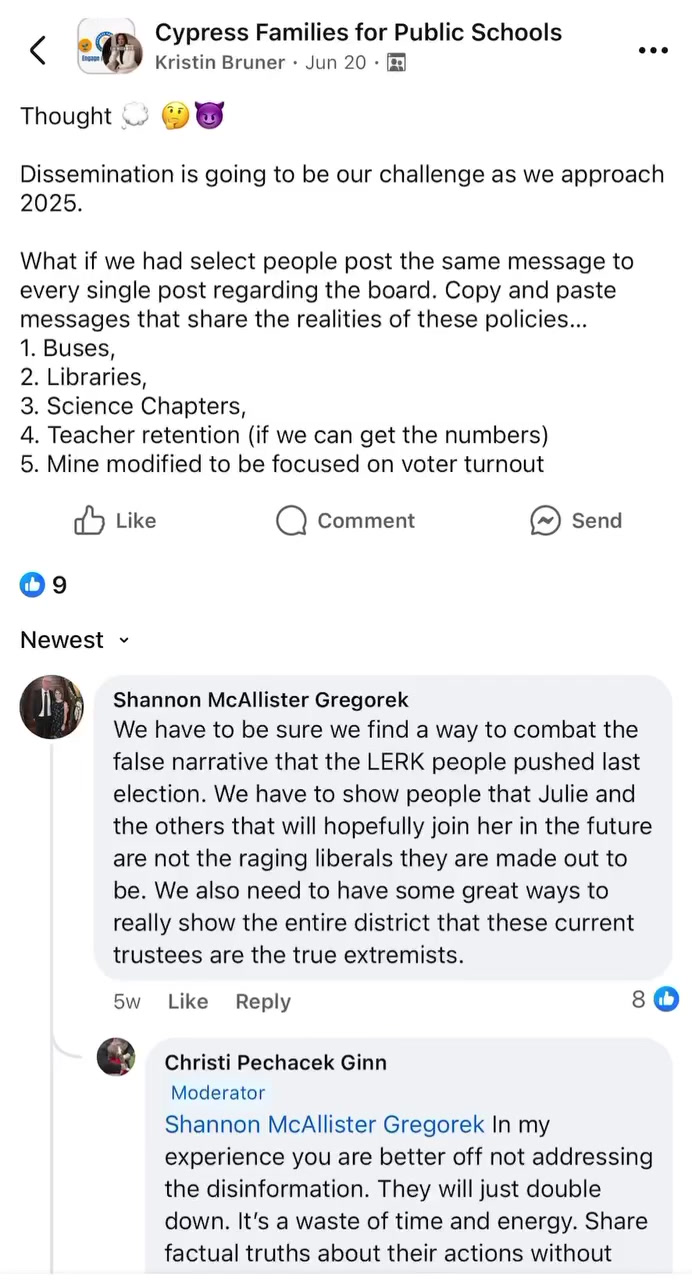 Cypress Families for Public Schools
Kristin Bruner · Jun 20 ·
Thought 💭 🤔😈
Dissemination is going to be our challenge as we approach
2025.
What if we had select people post the same message to
every single post regarding the board. Copy and paste
messages that share the realities of these policies...
1. Buses,
2. Libraries,
3. Science Chapters,
4. Teacher retention (if we can get the numbers)
5. Mine modified to be focused on voter turnout
Like Comment Send
9
Newest
Shannon McAllister Gregorek
We have to be sure we find a way to combat the
false narrative that the LERK people pushed last
election. We have to show people that Julie and
the others that will hopefully join her in the future
are not the raging liberals they are made out to
be. We also need to have some great ways to
really show the entire district that these current
trustees are the true extremists.
5w Like Reply 8
Christi Pechacek Ginn
Moderator
Shannon McAllister Gregorek In my
experience you are better off not addressing
the disinformation. They will just double
down. It's a waste of time and energy. Share
factual truths about their actions without